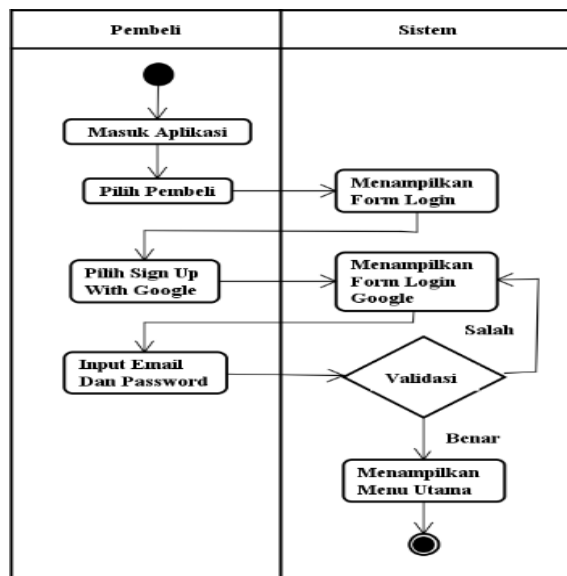 Pembeli
Sistem
Masuk Aplikasi
Pilih Pembeli
Menampilkan
Form Login
Pilih Sign Up
With Google
Menampilkan
Form Login
Google
Salah
Input Email
Dan Password
Validasi
Benar
Menampilkan
Menu Utama